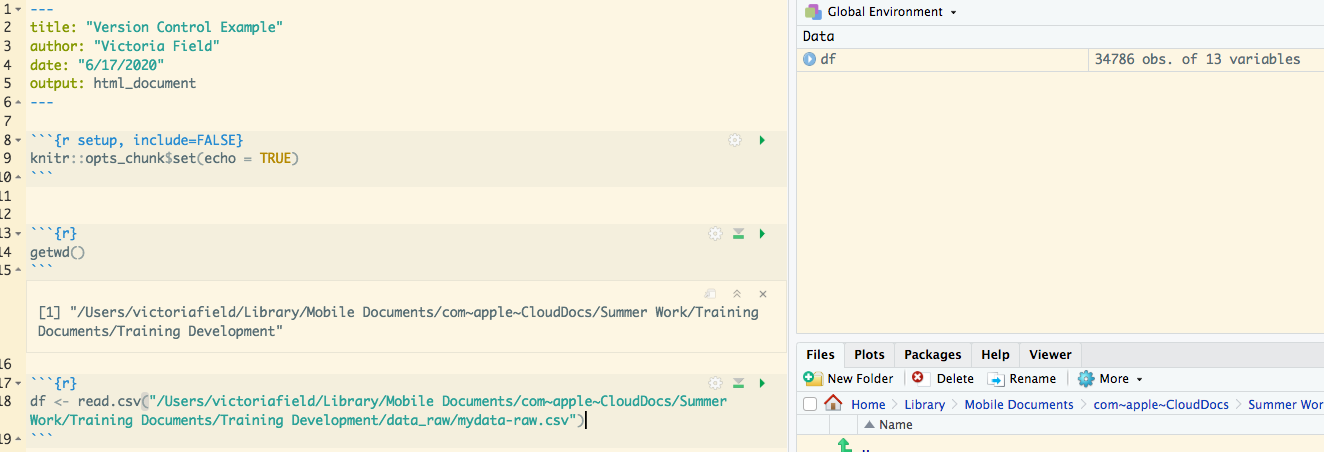 1 ---
2 title: "Version Control Example"
3 author: "Victoria Field"
4 date: "6/17/2020"
5 output: html_document
6 ---
7
8 ```{r setup, include=FALSE}
9 knitr::opts_chunk$set(echo = TRUE)
10 ```
11
12
13 ```{r}
14 getwd()
15 ```
[1] "/Users/victoriafield/Library/Mobile Documents/com~apple~CloudDocs/Summer Work/Training
Documents/Training Development"
16
17 ```{r}
18 df <- read.csv("/Users/victoriafield/Library/Mobile Documents/com~apple~CloudDocs/Summer
Work/Training Documents/Training Development/data_raw/mydata-raw.csv")
19 ```
Global Environment
Data
df 34786 obs. of 13 variables
Files Plots Packages Help Viewer
New Folder Delete Rename More
Home Library Mobile Documents com~apple~CloudDocs Summer Wor
Name